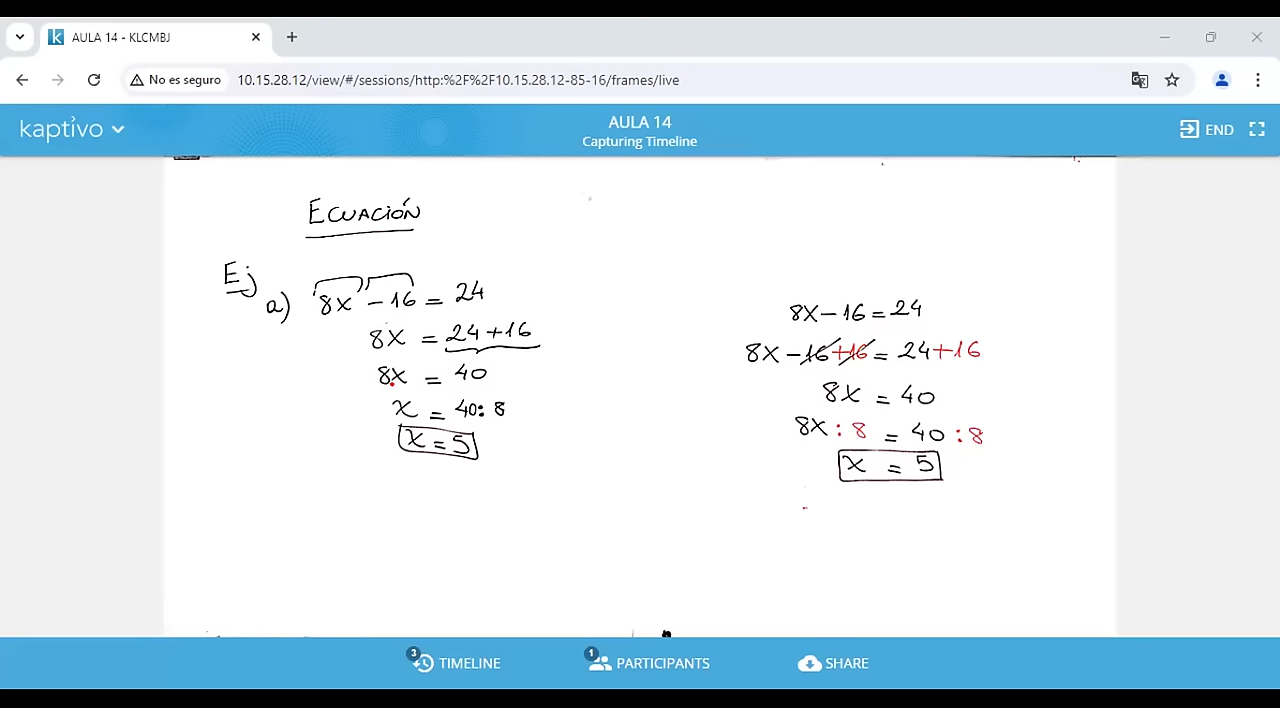 AULA 14 - KLCMBJ
No es seguro 10.15.28.12/view/#/sessions/http:%2F%2F10.15.28.12-85-16/frames/live
kaptivo
AULA 14
Capturing Timeline
END
ECUACIÓN
Ej
a) 8x - 16 = 24
8x = 24 + 16
8x = 40
x = 40 : 8
x = 5
8x - 16 = 24
8x - 16 + 16 = 24 + 16
8x = 40
8x : 8 = 40 : 8
x = 5
3 TIMELINE
1 PARTICIPANTS
SHARE